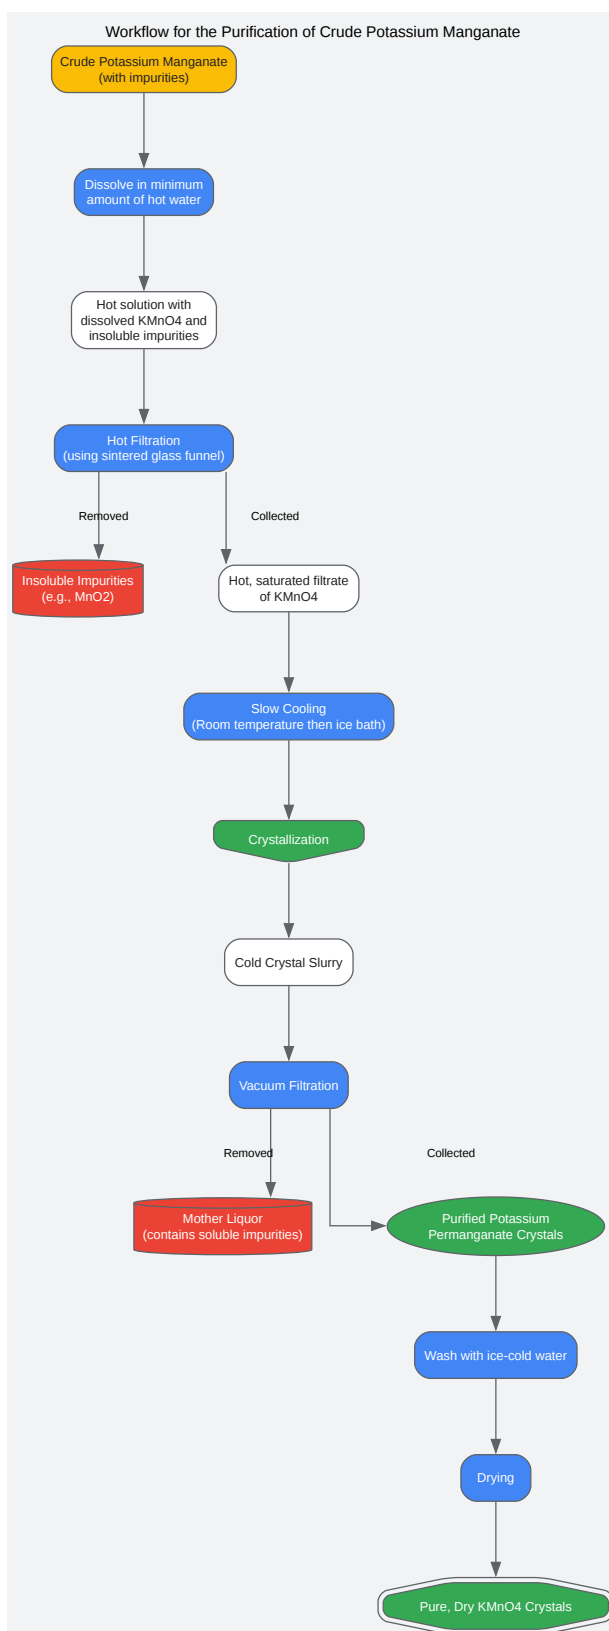 Workflow for the Purification of Crude Potassium Manganate
Crude Potassium Manganate
(with impurities)
Dissolve in minimum
amount of hot water
Hot solution with
dissolved KMnO4 and
insoluble impurities
Hot Filtration
(using sintered glass funnel)
Removed
Collected
Insoluble Impurities
(e.g., MnO2)
Hot, saturated filtrate
of KMnO4
Slow Cooling
(Room temperature then ice bath)
Crystallization
Cold Crystal Slurry
Vacuum Filtration
Removed
Collected
Mother Liquor
(contains soluble impurities)
Purified Potassium
Permanganate Crystals
Wash with ice-cold water
Drying
Pure, Dry KMnO4 Crystals